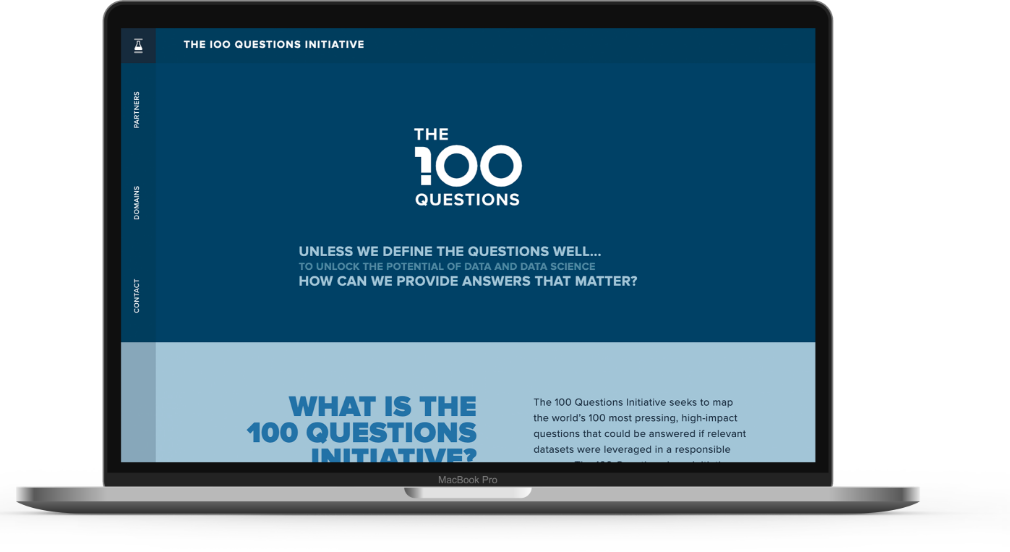 THE 100 QUESTIONS INITIATIVE
PARTNERS
DOMAINS
CONTACT
THE
100
QUESTIONS
UNLESS WE DEFINE THE QUESTIONS WELL...
TO UNLOCK THE POTENTIAL OF DATA AND DATA SCIENCE
HOW CAN WE PROVIDE ANSWERS THAT MATTER?
WHAT IS THE
100 QUESTIONS
INITIATIVE?
The 100 Questions Initiative seeks to map
the world's 100 most pressing, high-impact
questions that could be answered if relevant
datasets were leveraged in a responsible
MacBook Pro